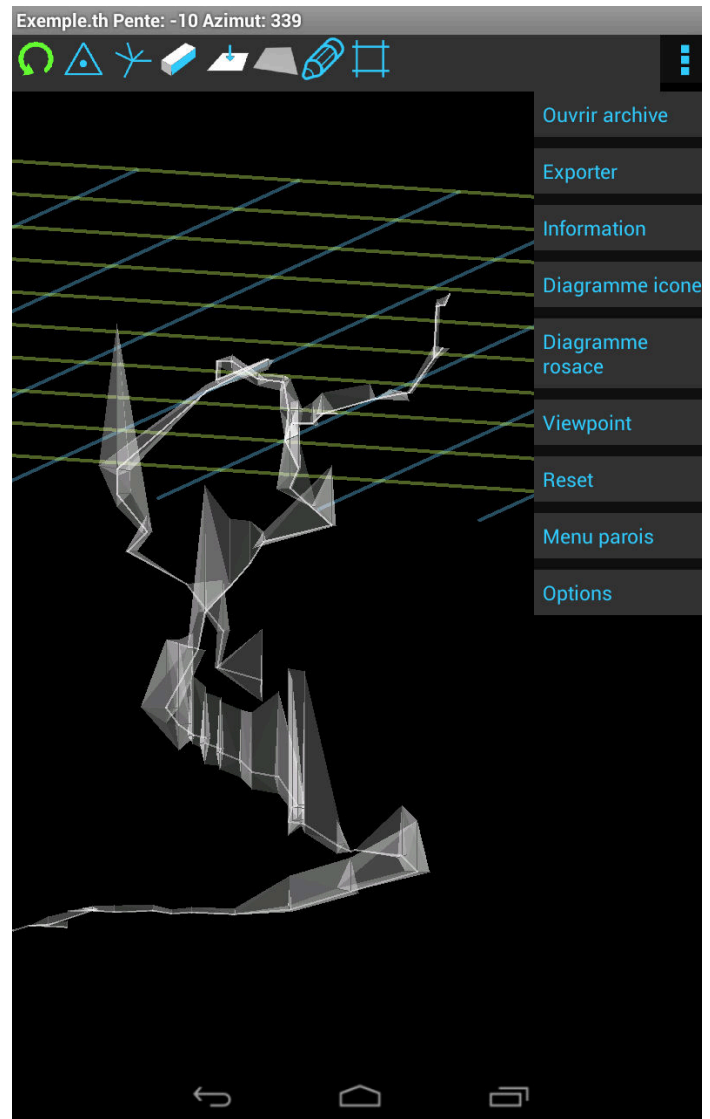 Exemple.th Pente: -10 Azimut: 339
Ouvrir archive
Exporter
Information
Diagramme icone
Diagramme
rosace
Viewpoint
Reset
Menu parois
Options